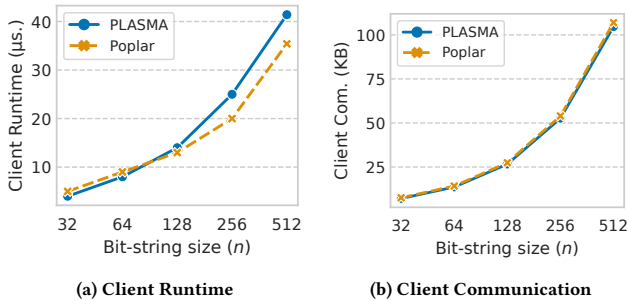 Client Runtime (μs.)
40
30
20
10
PLASMA
Poplar
32 64 128 256 512
Bit-string size (n)
(a) Client Runtime
Client Com. (KB)
100
75
50
25
PLASMA
Poplar
32 64 128 256 512
Bit-string size (n)
(b) Client Communication